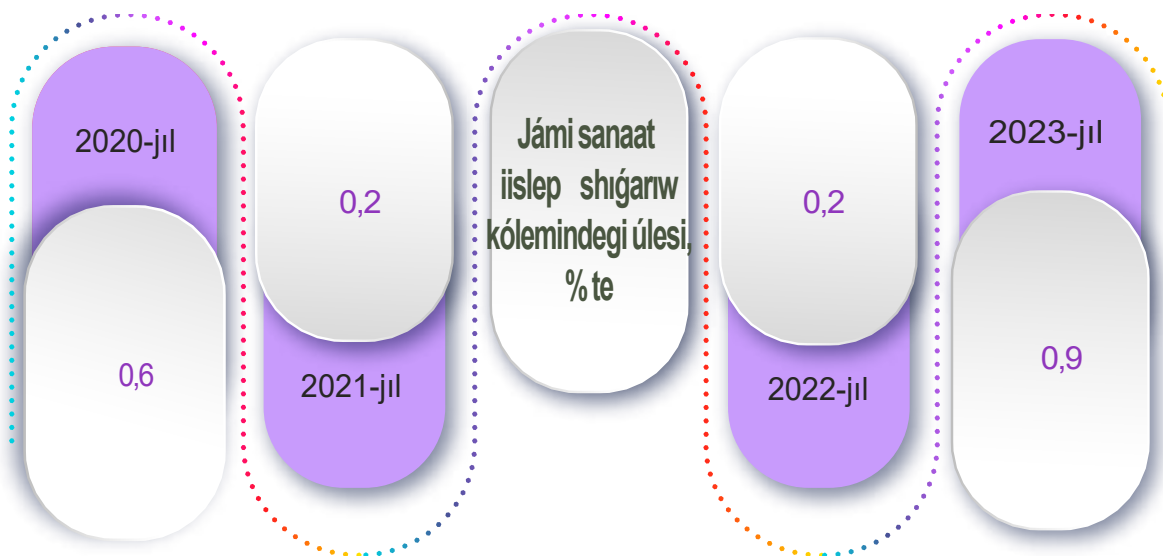 2020-jıl
0,6
0,2
2021-jıl
Jámi sanaat
iislep shıǵarıw
kólemindegi úlesi,
% te
0,2
2022-jıl
2023-jıl
0,9